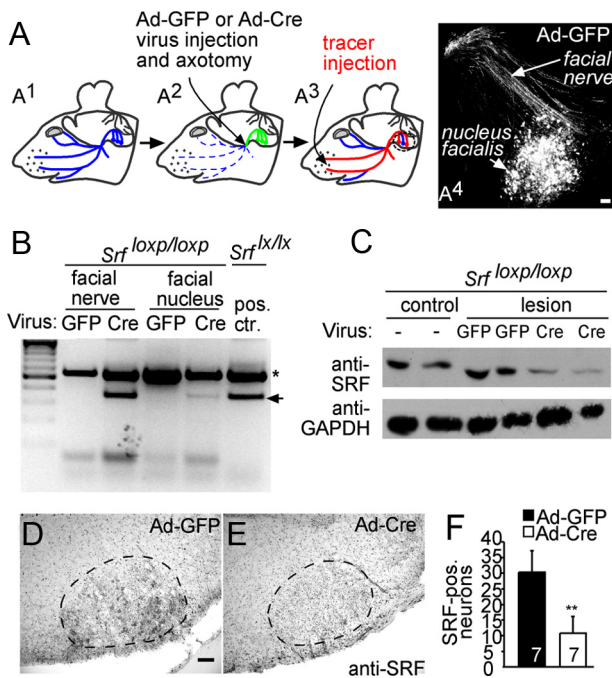 A
Ad-GFP or Ad-Cre
virus injection
and axotomy
tracer
injection
A1
A2
A3
Ad-GFP
facial
nerve
nucleus
facialis
A4
B
Srf loxp/loxp
Srf lx/lx
facial
nerve
facial
nucleus
pos.
ctr.
Virus: GFP Cre GFP Cre
*
C
Srf loxp/loxp
control lesion
Virus: - - GFP GFP Cre Cre
anti-
SRF
anti-
GAPDH
D
Ad-GFP
E
Ad-Cre
anti-SRF
F
Ad-GFP
Ad-Cre
SRF-pos.
neurons
40
35
30
25
20
15
10
5
0
**
7 7